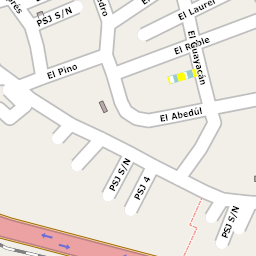 PSJ S/N
El Laurel
El Roble
El Guayacán
El Pino
El Abedúl
PSJ S/N
PSJ 4
PSJ S/N